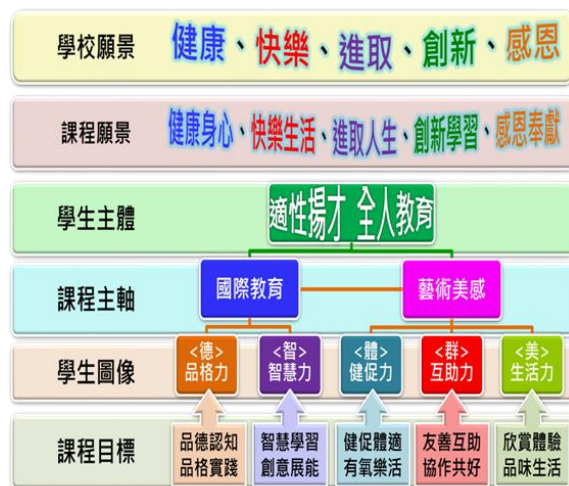 學校願景 健康、快樂、進取、創新、感恩
課程願景 健康身心、快樂生活、進取人生、創新學習、感恩奉獻
學生主體 適性揚才 全人教育
課程主軸 國際教育 藝術美感
學生圖像
<德>
品格力
<智>
智慧力
<體>
健促力
<群>
互助力
<美>
生活力
課程目標
品德認知
品格實踐
智慧學習
創意展能
健促體適
有氧樂活
友善互助
協作共好
欣賞體驗
品味生活